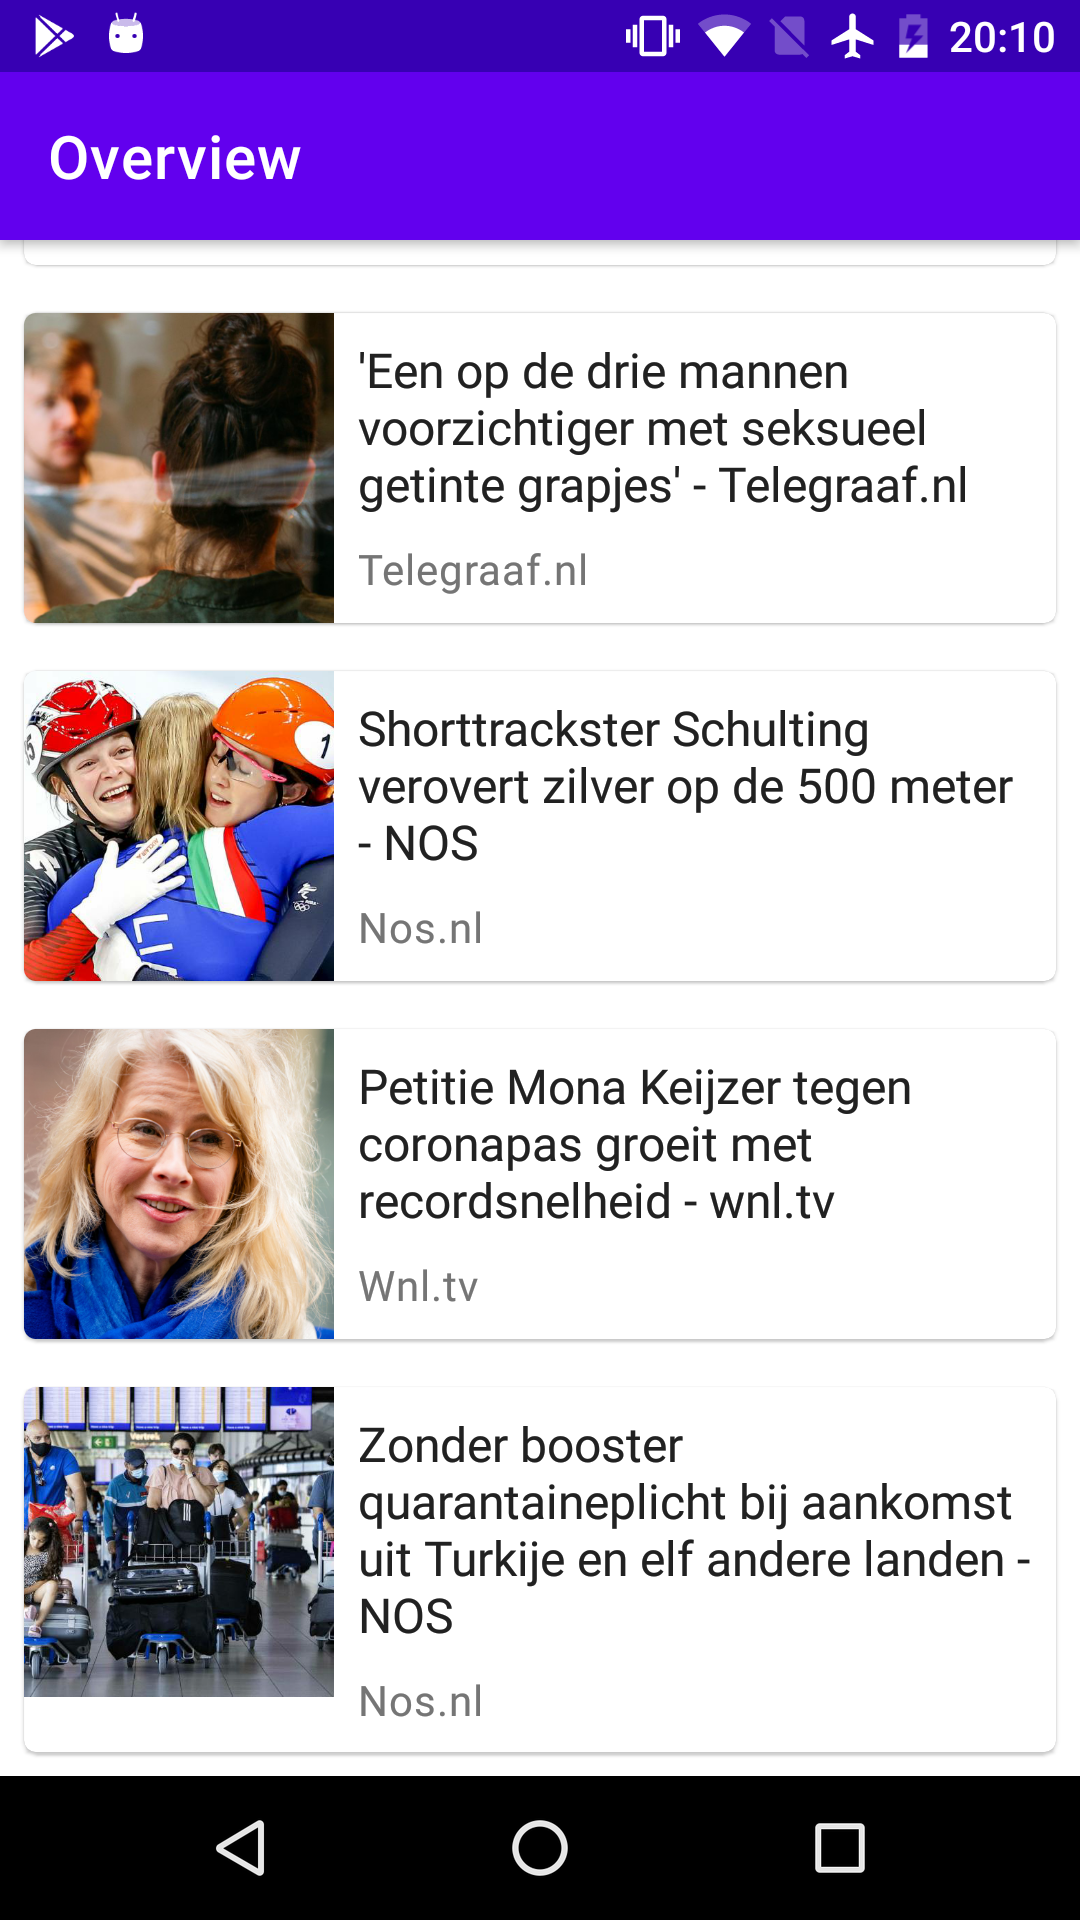 20:10
Overview
'Een op de drie mannen
voorzichtiger met seksueel
getinte grapjes' - Telegraaf.nl
Telegraaf.nl
Shorttrackster Schulting
verovert zilver op de 500 meter
- NOS
Nos.nl
Petitie Mona Keijzer tegen
coronapas groeit met
recordsnelheid - wnl.tv
Wnl.tv
Zonder booster
quarantaineplicht bij aankomst
uit Turkije en elf andere landen -
NOS
Nos.nl